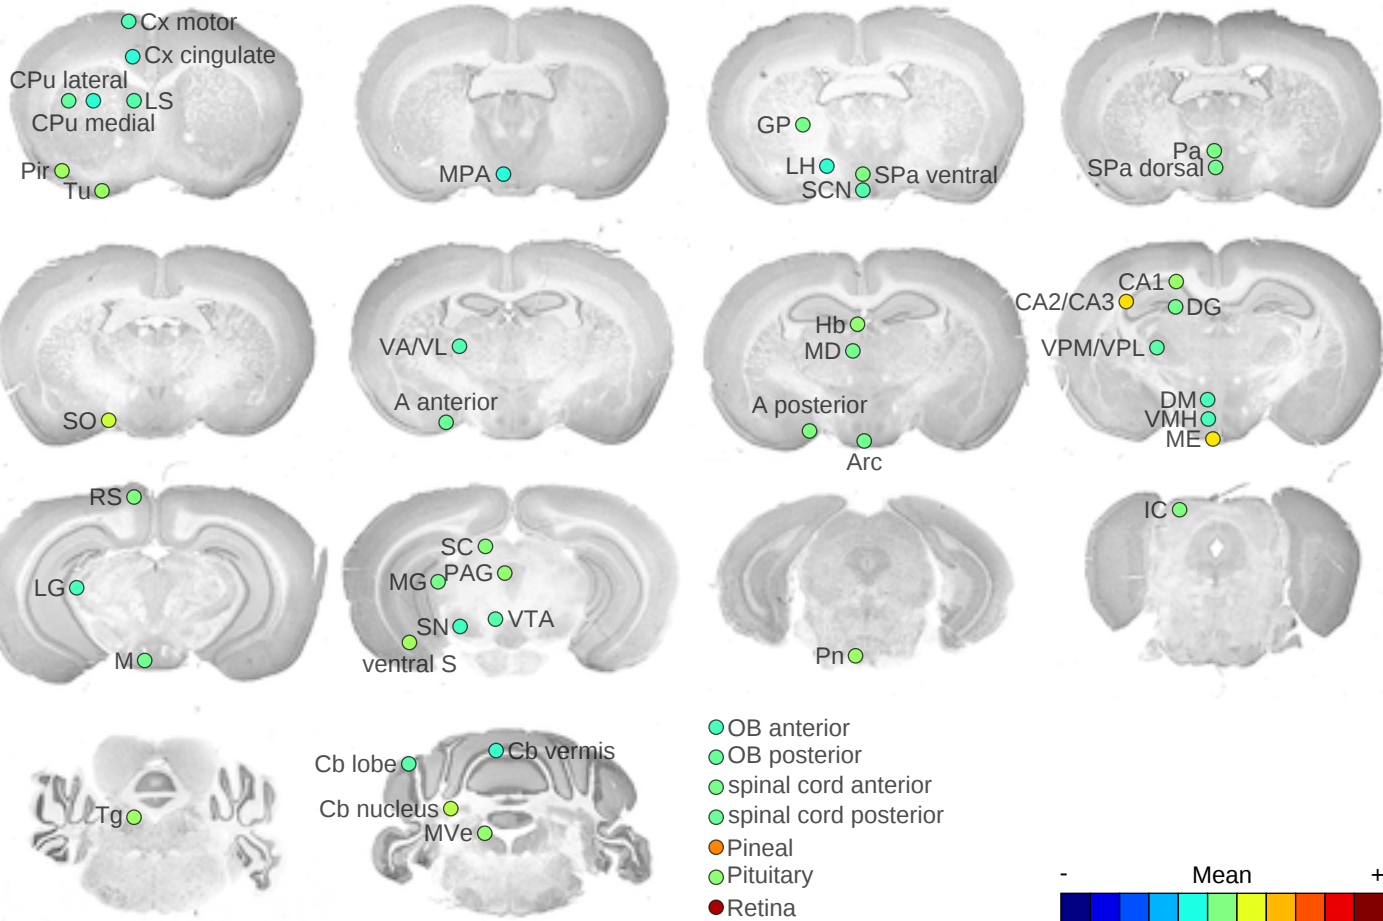 Cx motor
Cx cingulate
CPu lateral
LS
CPu medial
Pir
Tu
MPA
GP
LH
SPa ventral
SCN
Pa
SPa dorsal
SO
VA/VL
A anterior
Hb
MD
A posterior
Arc
CA1
CA2/CA3
DG
VPM/VPL
DM
VMH
ME
RS
LG
M
SC
PAG
MG
SN
VTA
ventral S
Pn
IC
Tg
Cb vermis
Cb lobe
Cb nucleus
MVe
OB anterior
OB posterior
spinal cord anterior
spinal cord posterior
Pineal
Pituitary
Retina
- Mean +